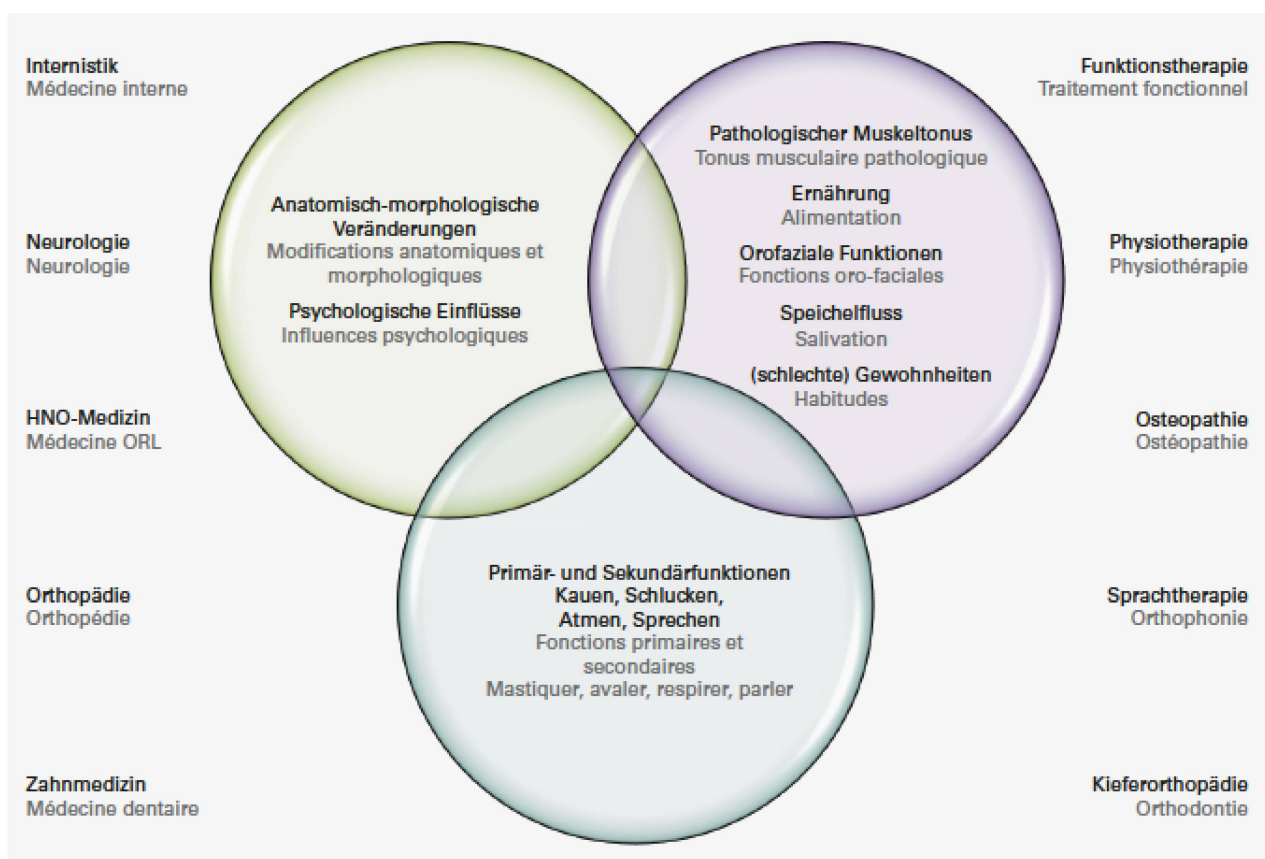 Internistik
Médecine interne
Neurologie
Neurologie
HNO-Medizin
Médecine ORL
Orthopädie
Orthopédie
Zahnmedizin
Médecine dentaire
Anatomisch-morphologische
Veränderungen
Modifications anatomiques et
morphologiques
Psychologische Einflüsse
Influences psychologiques
Pathologischer Muskeltonus
Tonus musculaire pathologique
Ernährung
Alimentation
Orofaziale Funktionen
Fonctions oro-faciales
Speichelfluss
Salivation
(schlechte) Gewohnheiten
Habitudes
Primär- und Sekundärfunktionen
Kauen, Schlucken,
Atmen, Sprechen
Fonctions primaires et
secondaires
Mastiquer, avaler, respirer, parler
Funktionstherapie
Traitement fonctionnel
Physiotherapie
Physiothérapie
Osteopathie
Ostéopathie
Sprachtherapie
Orthophonie
Kieferorthopädie
Orthodontie